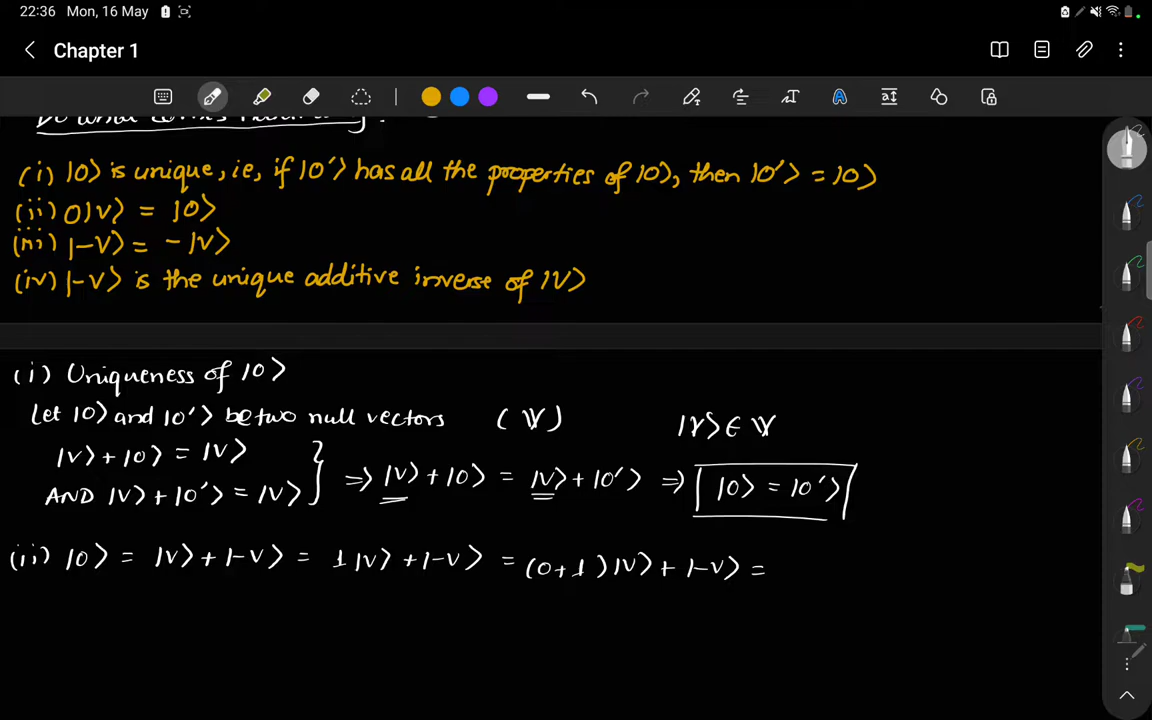 22:36 Mon, 16 May
Chapter 1
(i) |0⟩ is unique, ie, if |0'⟩ has all the properties of |0⟩, then |0'⟩ = |0⟩
(ii) 0|v⟩ = |0⟩
(iii) |-v⟩ = -|v⟩
(iv) |-v⟩ is the unique additive inverse of |v⟩
(i) Uniqueness of |0⟩
Let |0⟩ and |0'⟩ be two null vectors (𝕍) |v⟩ ∈ 𝕍
|v⟩ + |0⟩ = |v⟩
AND |v⟩ + |0'⟩ = |v⟩ } ⇒ |v⟩ + |0⟩ = |v⟩ + |0'⟩ ⇒ |0⟩ = |0'⟩
(ii) |0⟩ = |v⟩ + |-v⟩ = 1|v⟩ + |-v⟩ = (0+1)|v⟩ + |-v⟩ =